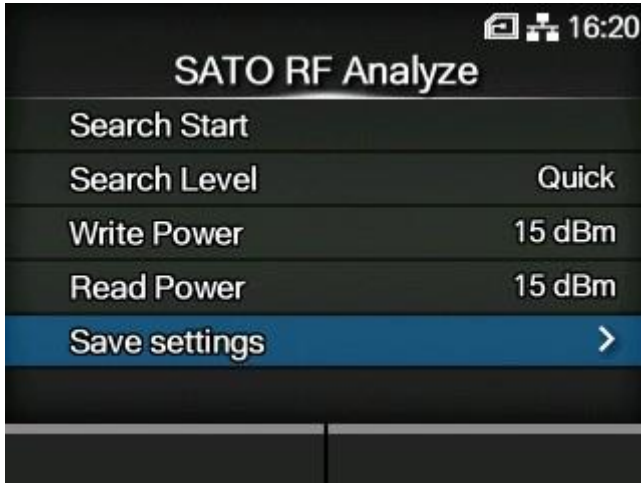 16:20
SATO RF Analyze
Search Start
Search Level Quick
Write Power 15 dBm
Read Power 15 dBm
Save settings >